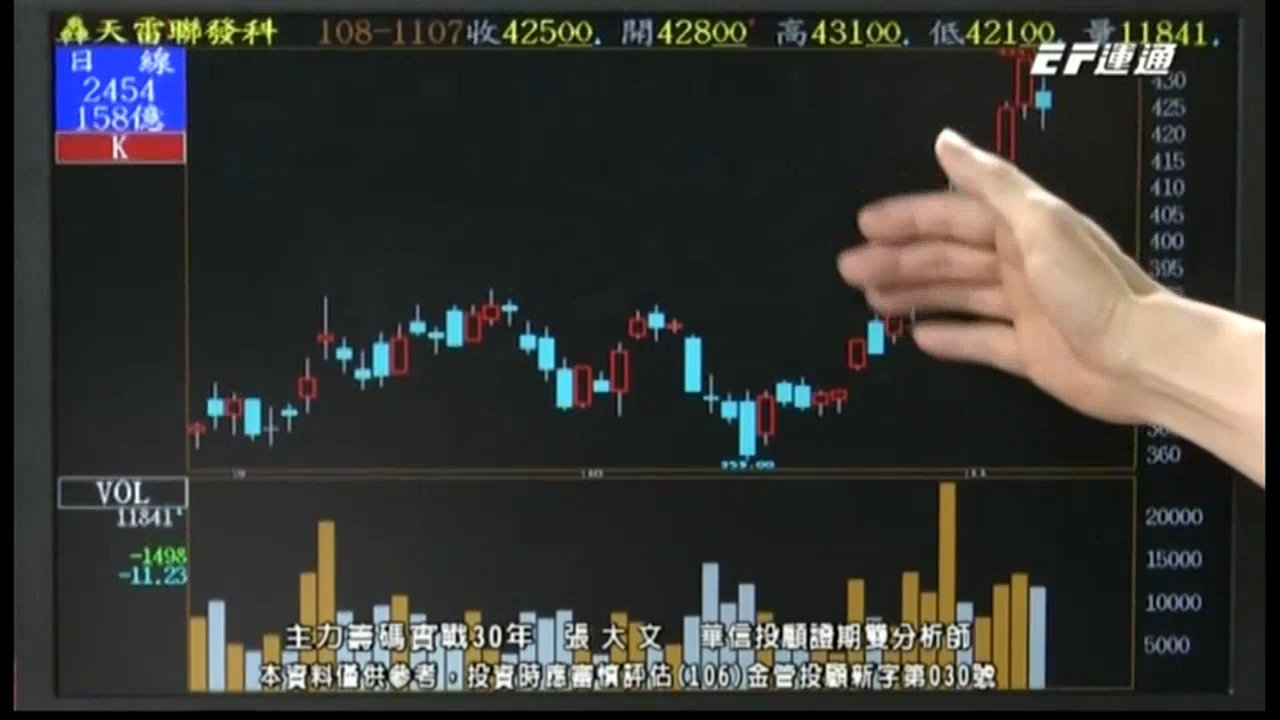 天雷聯發科 108-1107收42500. 開42800' 高43100. 低42100. 量11841.
EF運通
日 線
2454
158億
K
430
425
420
415
410
405
400
395
360
359.00
9 10 11
VOL
11841'
-1498
-11.23
20000
15000
10000
5000
主力籌碼實戰30年 張大文 華信投顧證期雙分析師
本資料僅供參考，投資時應審慎評估(106)金管投顧新字第030號